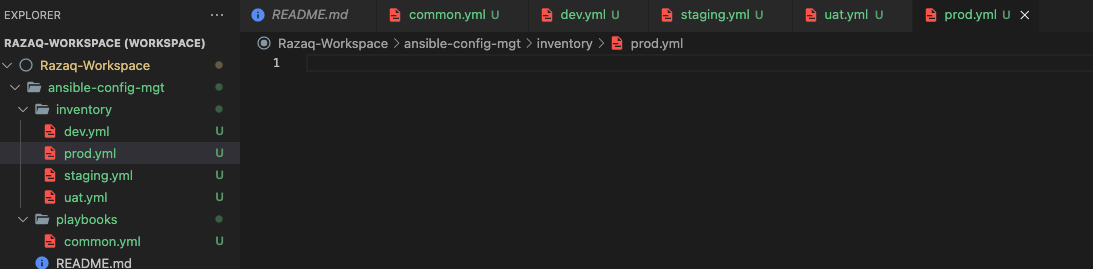 EXPLORER ···
README.md common.yml U dev.yml U staging.yml U uat.yml U prod.yml U
RAZAQ-WORKSPACE (WORKSPACE)
Razaq-Workspace
ansible-config-mgt
inventory
dev.yml U
prod.yml U
staging.yml U
uat.yml U
playbooks
common.yml U
README.md
Razaq-Workspace > ansible-config-mgt > inventory > prod.yml
1